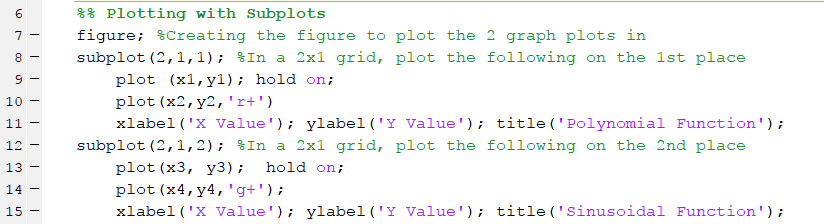 6 %% Plotting with Subplots
7 - figure; %Creating the figure to plot the 2 graph plots in
8 - subplot(2,1,1); %In a 2x1 grid, plot the following on the 1st place
9 - plot (x1,y1); hold on;
10 - plot(x2,y2,'r+')
11 - xlabel('X Value'); ylabel('Y Value'); title('Polynomial Function');
12 - subplot(2,1,2); %In a 2x1 grid, plot the following on the 2nd place
13 - plot(x3, y3);  hold on;
14 - plot(x4,y4,'g+');
15 - xlabel('X Value'); ylabel('Y Value'); title('Sinusoidal Function');